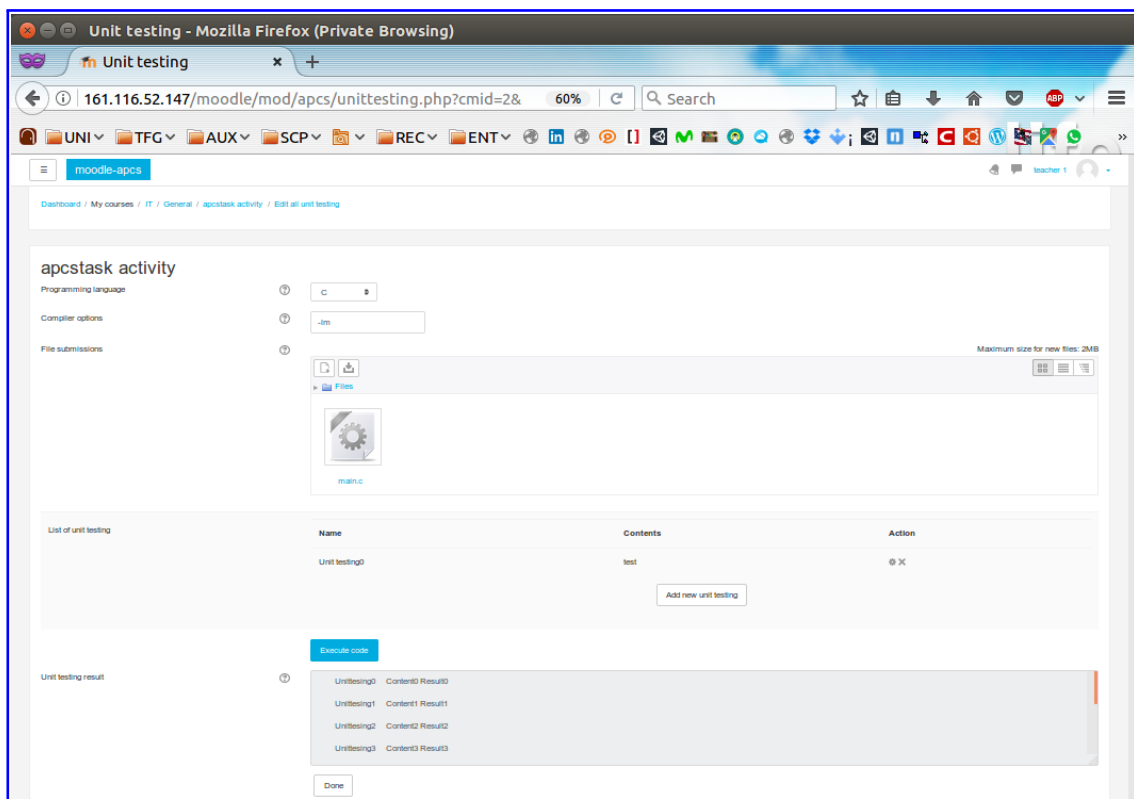 Unit testing - Mozilla Firefox (Private Browsing)
Unit testing × +
161.116.52.147/moodle/mod/apcs/unittesting.php?cmid=2& 60% Search ABP
UNI TFG AUX SCP REC ENT »
moodle-apcs teacher 1
Dashboard / My courses / IT / General / apcstask activity / Edit all unit testing
apcstask activity
Programming language C
Compiler options -lm
File submissions Maximum size for new files: 2MB
Files
main.c
List of unit testing
Name Contents Action
Unit testing0 test
Add new unit testing
Execute code
Unit testing result
Unittesing0 Content0 Result0
Unittesing1 Content1 Result1
Unittesing2 Content2 Result2
Unittesing3 Content3 Result3
Done